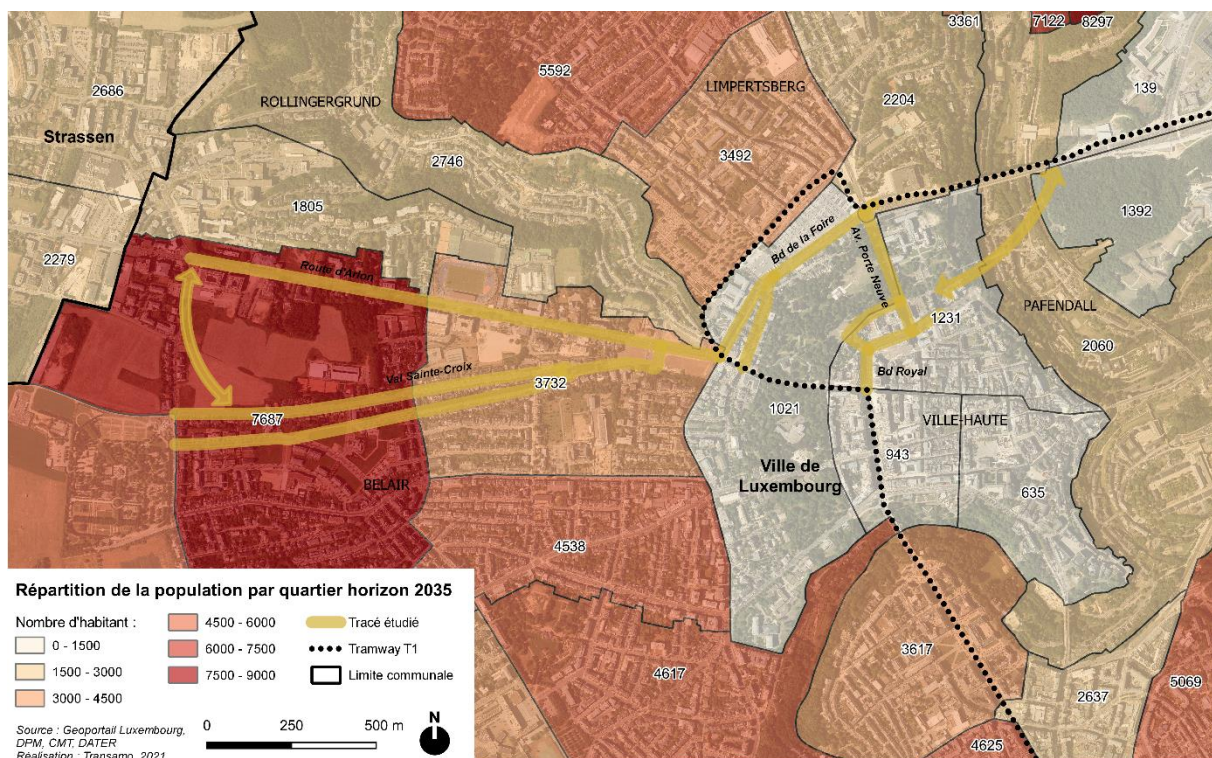 3361
7122
8297
2686
5592
139
ROLLINGERGRUND
LIMPERTSBERG
2204
Strassen
3492
2746
1805
1392
Bd de la Foire
Av. Porte Neuve
2279
Route d'Arlon
PAFENDALL
1231
2060
Val Sainte-Croix
3732
Bd Royal
7687
1021
VILLE-HAUTE
943
Ville de
Luxembourg
635
BELAIR
4538
3617
4617
2637
5069
4625
Répartition de la population par quartier horizon 2035
Nombre d'habitant :
0 - 1500
1500 - 3000
3000 - 4500
4500 - 6000
6000 - 7500
7500 - 9000
Tracé étudié
Tramway T1
Limite communale
Source : Geoportail Luxembourg,
DPM, CMT, DATER
Réalisation : Transamo, 2021
0 250 500 m
N